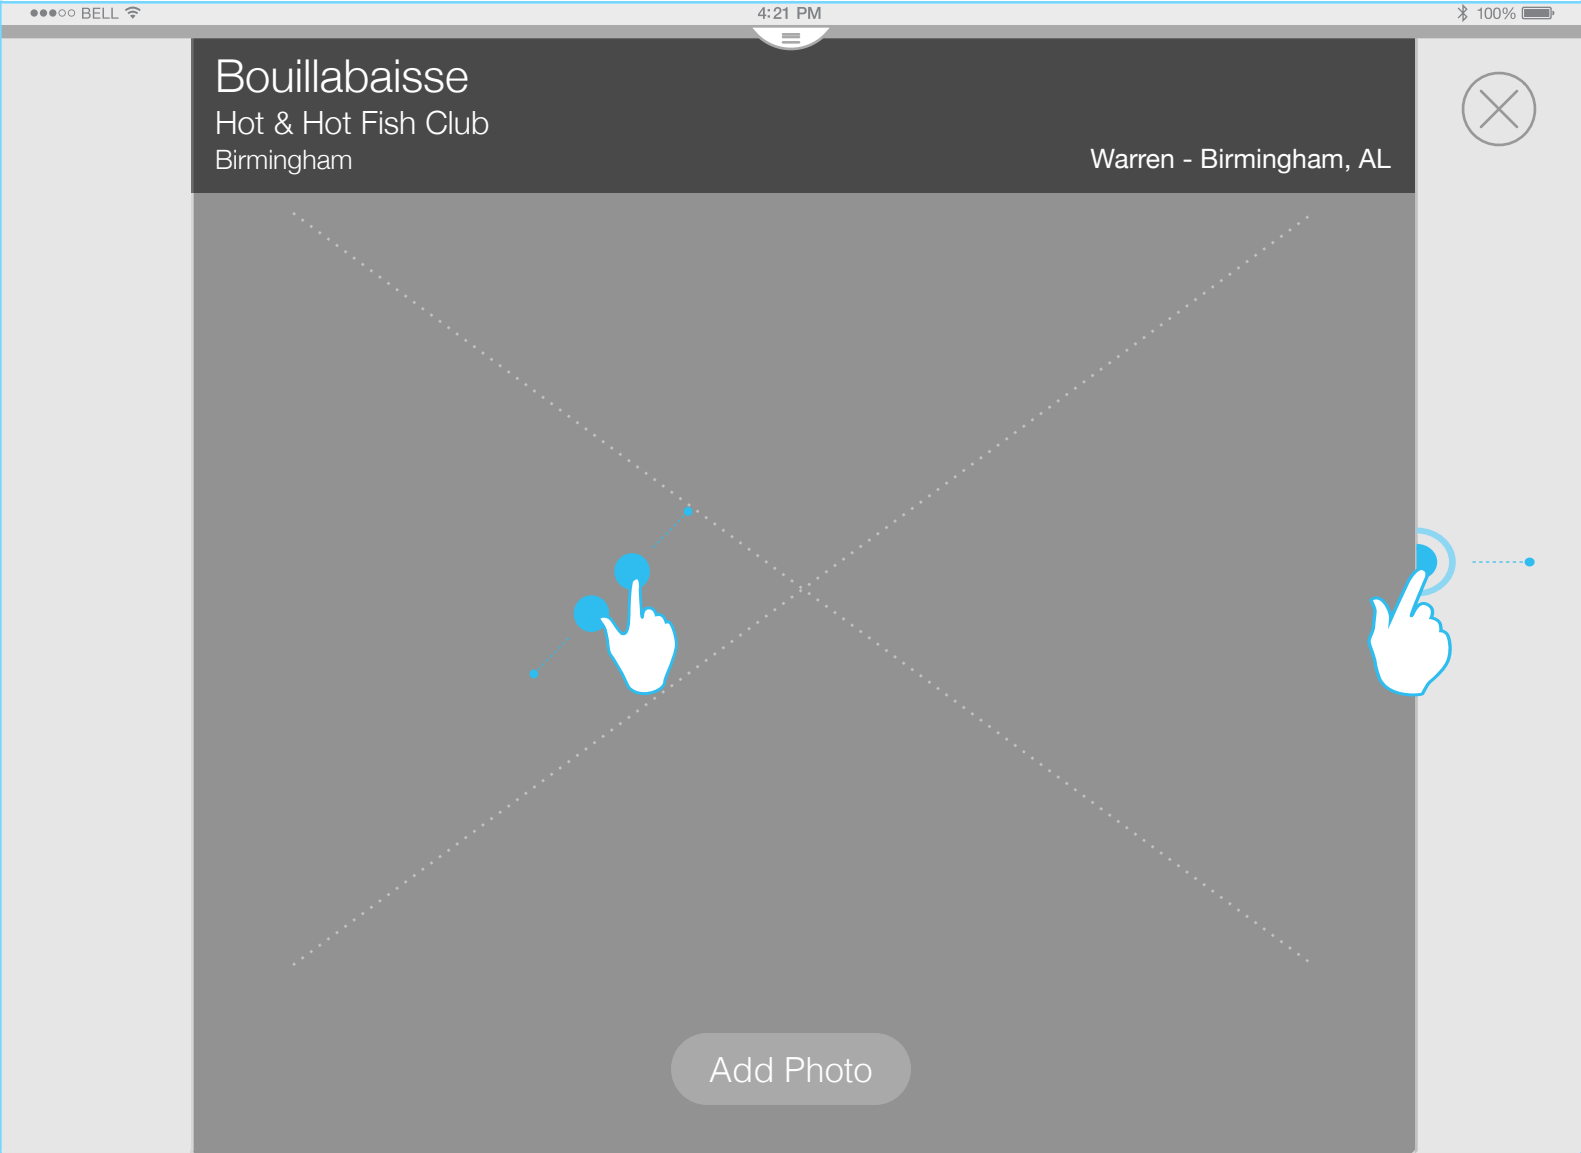 BELL 4:21 PM 100%
Bouillabaisse
Hot & Hot Fish Club
Birmingham
Warren - Birmingham, AL
Add Photo